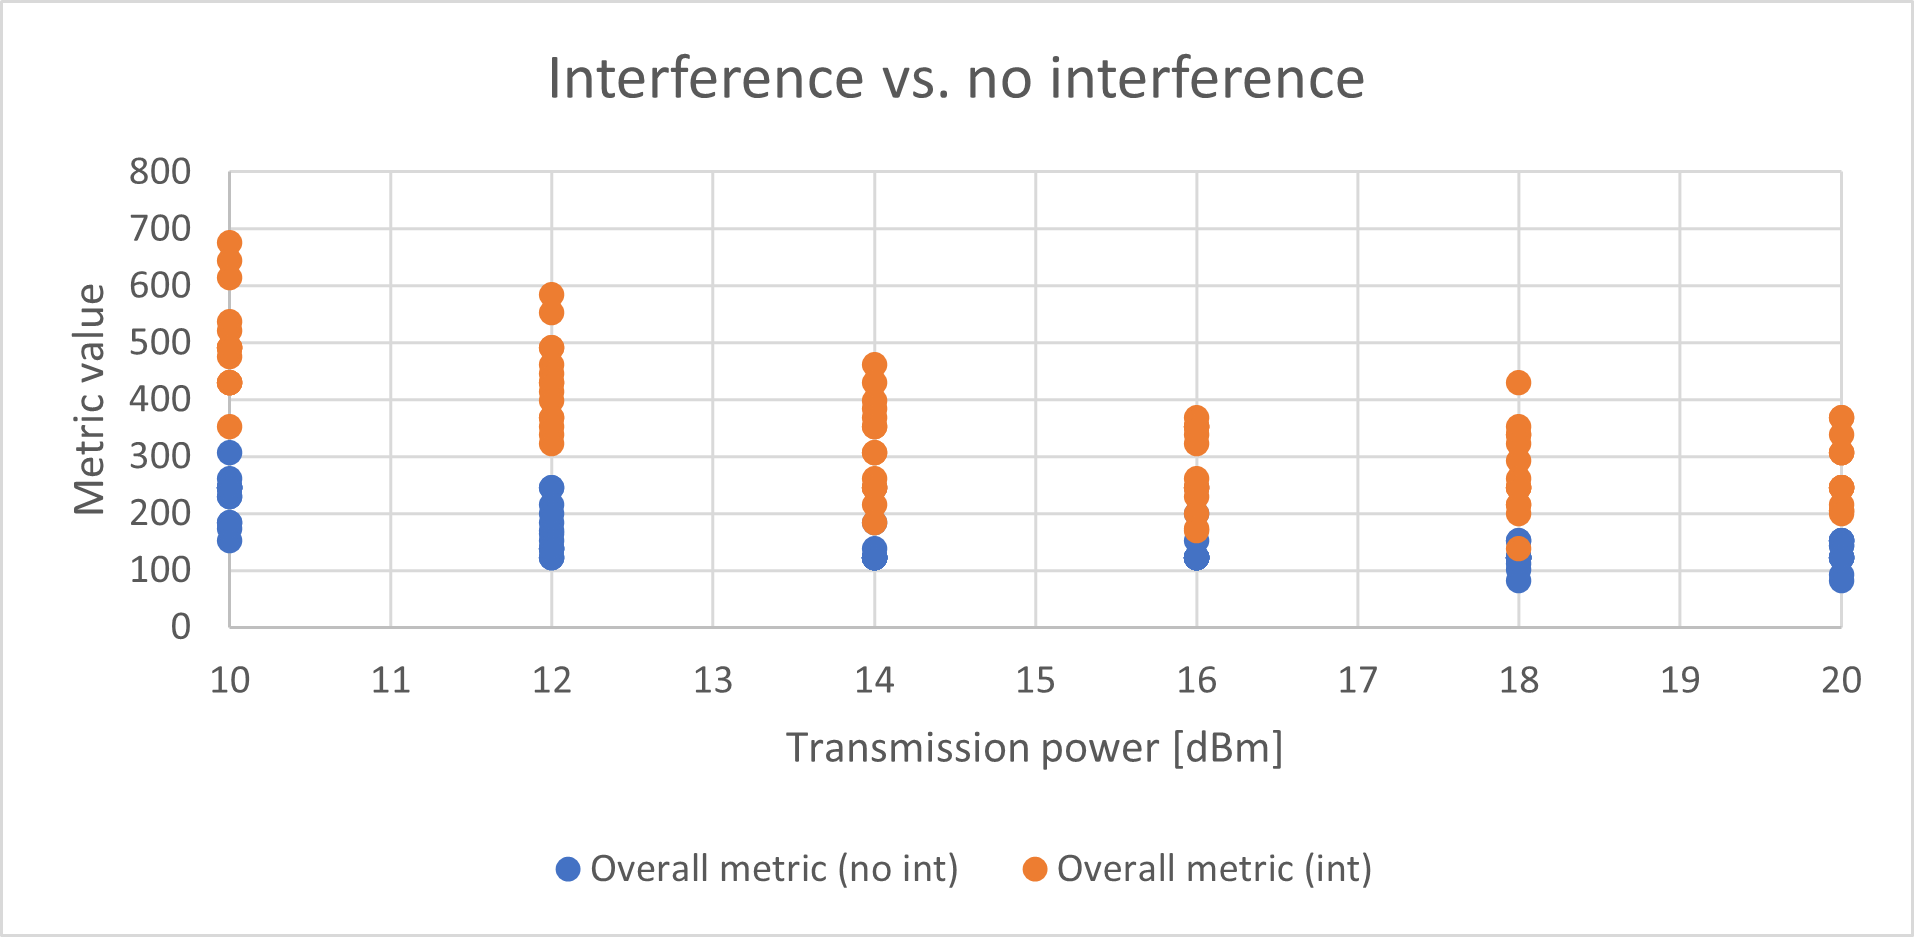 Interference vs. no interference
Metric value
800
700
600
500
400
300
200
100
0
10 11 12 13 14 15 16 17 18 19 20
Transmission power [dBm]
Overall metric (no int) Overall metric (int)